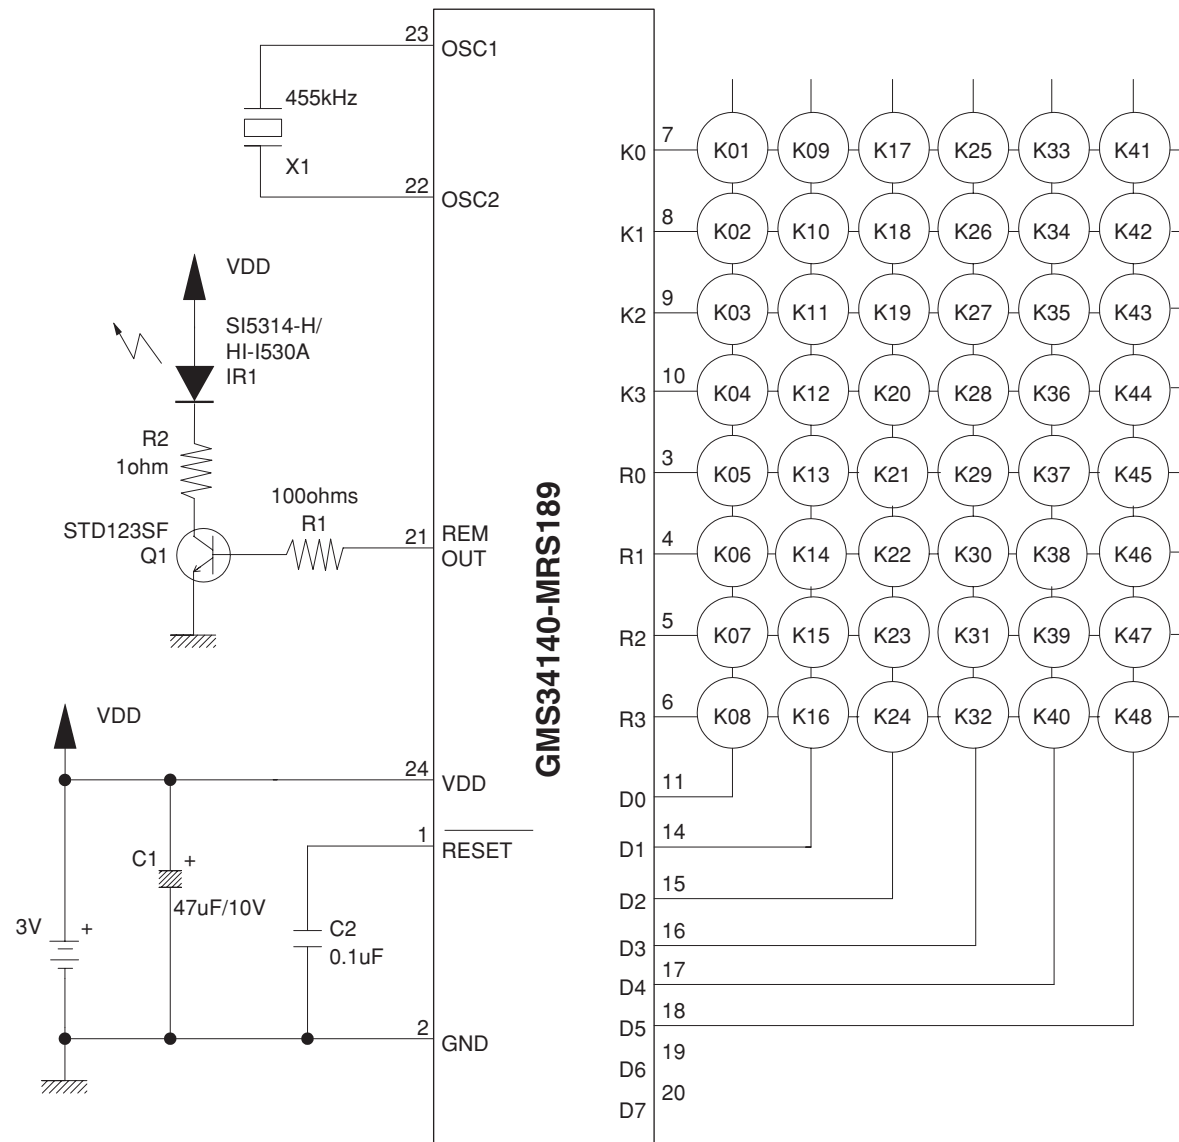 23
OSC1
455kHz
X1
22
OSC2
VDD
SI5314-H/
HI-I530A
IR1
R2
1ohm
100ohms
R1
STD123SF
Q1
21
REM
OUT
VDD
24
VDD
1
RESET
C1 +
47uF/10V
3V +
C2
0.1uF
2
GND
GMS34140-MRS189
K0 7 K01 K09 K17 K25 K33 K41
K1 8 K02 K10 K18 K26 K34 K42
K2 9 K03 K11 K19 K27 K35 K43
K3 10 K04 K12 K20 K28 K36 K44
R0 3 K05 K13 K21 K29 K37 K45
R1 4 K06 K14 K22 K30 K38 K46
R2 5 K07 K15 K23 K31 K39 K47
R3 6 K08 K16 K24 K32 K40 K48
D0 11
D1 14
D2 15
D3 16
D4 17
D5 18
D6 19
D7 20